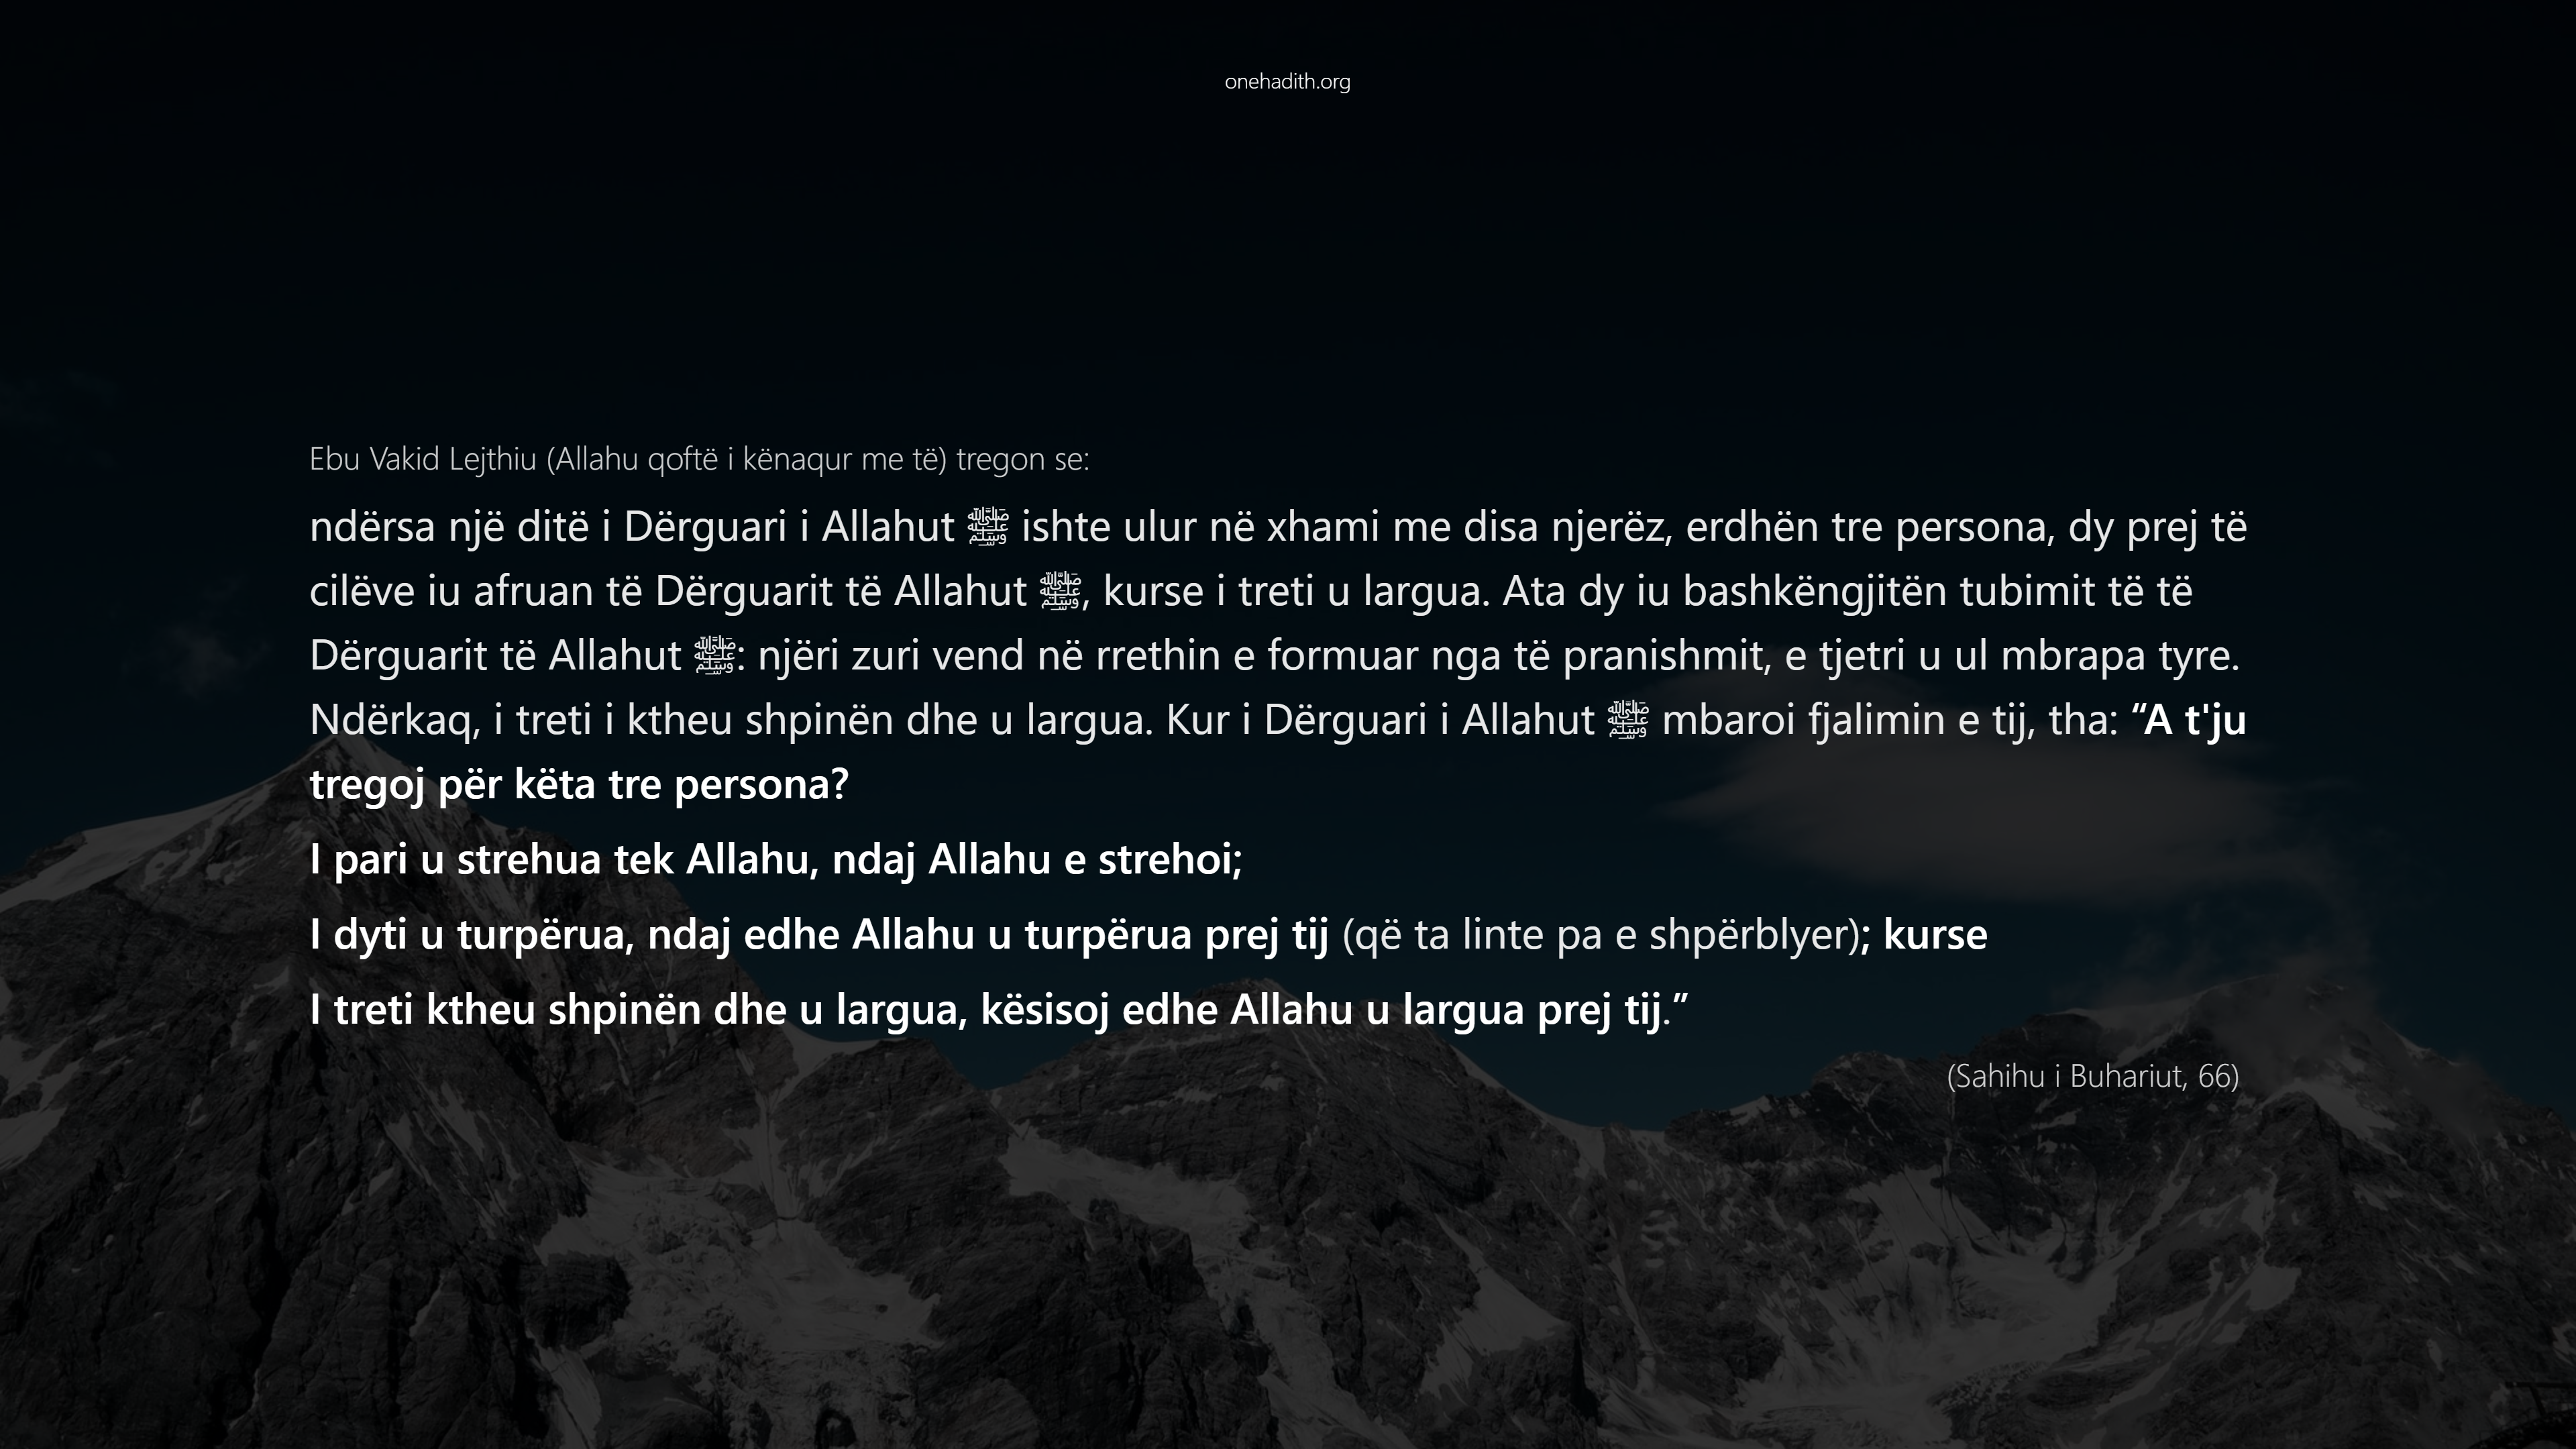 onehadith.org
Ebu Vakid Lejthiu (Allahu qoftë i kënaqur me të) tregon se:
ndërsa një ditë i Dërguari i Allahut ﷺ ishte ulur në xhami me disa njerëz, erdhën tre persona, dy prej të
cilëve iu afruan të Dërguarit të Allahut ﷺ, kurse i treti u largua. Ata dy iu bashkëngjitën tubimit të të
Dërguarit të Allahut ﷺ: njëri zuri vend në rrethin e formuar nga të pranishmit, e tjetri u ul mbrapa tyre.
Ndërkaq, i treti i ktheu shpinën dhe u largua. Kur i Dërguari i Allahut ﷺ mbaroi fjalimin e tij, tha: “A t'ju
tregoj për këta tre persona?
I pari u strehua tek Allahu, ndaj Allahu e strehoi;
I dyti u turpërua, ndaj edhe Allahu u turpërua prej tij (që ta linte pa e shpërblyer); kurse
I treti ktheu shpinën dhe u largua, kësisoj edhe Allahu u largua prej tij.”
(Sahihu i Buhariut, 66)